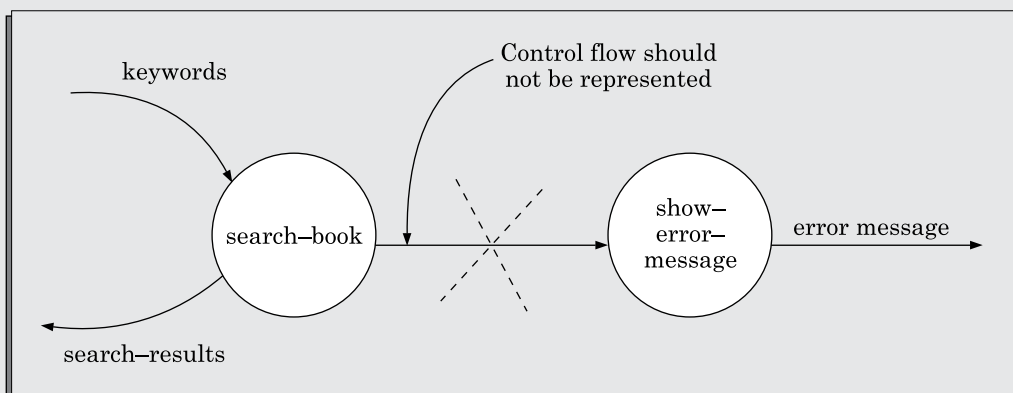 Control flow should
not be represented
keywords
search–book
show–
error–
message
error message
search–results